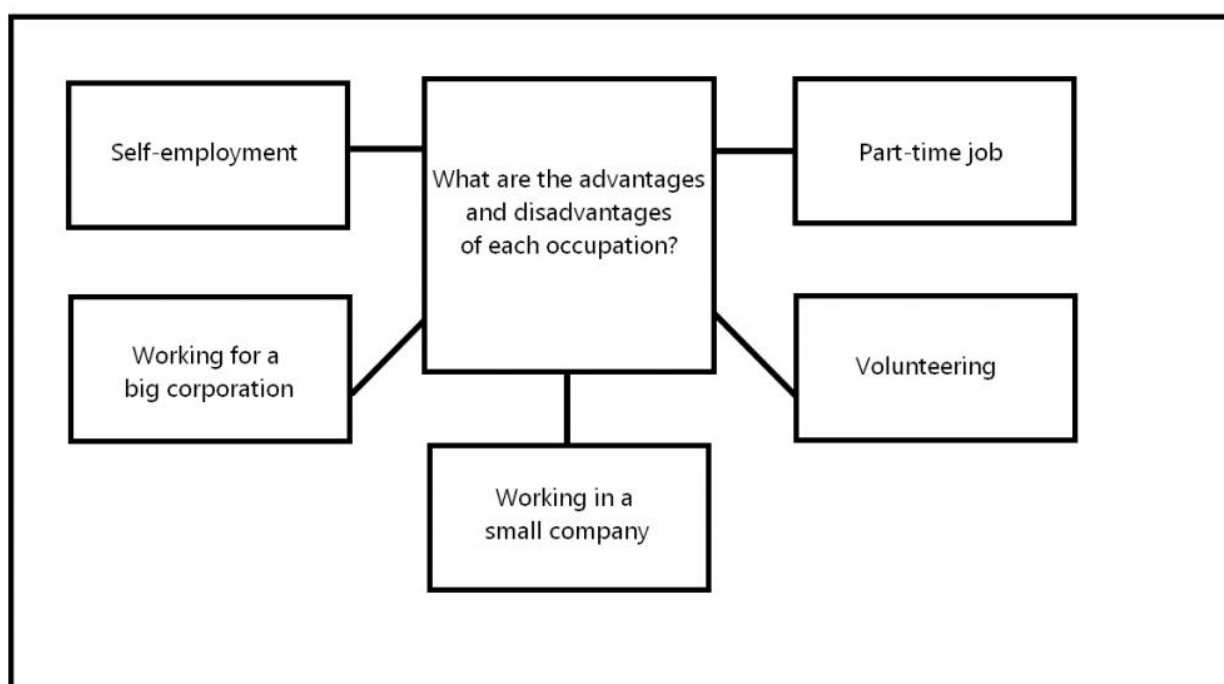 Self-employment
What are the advantages
and disadvantages
of each occupation?
Part-time job
Working for a
big corporation
Volunteering
Working in a
small company